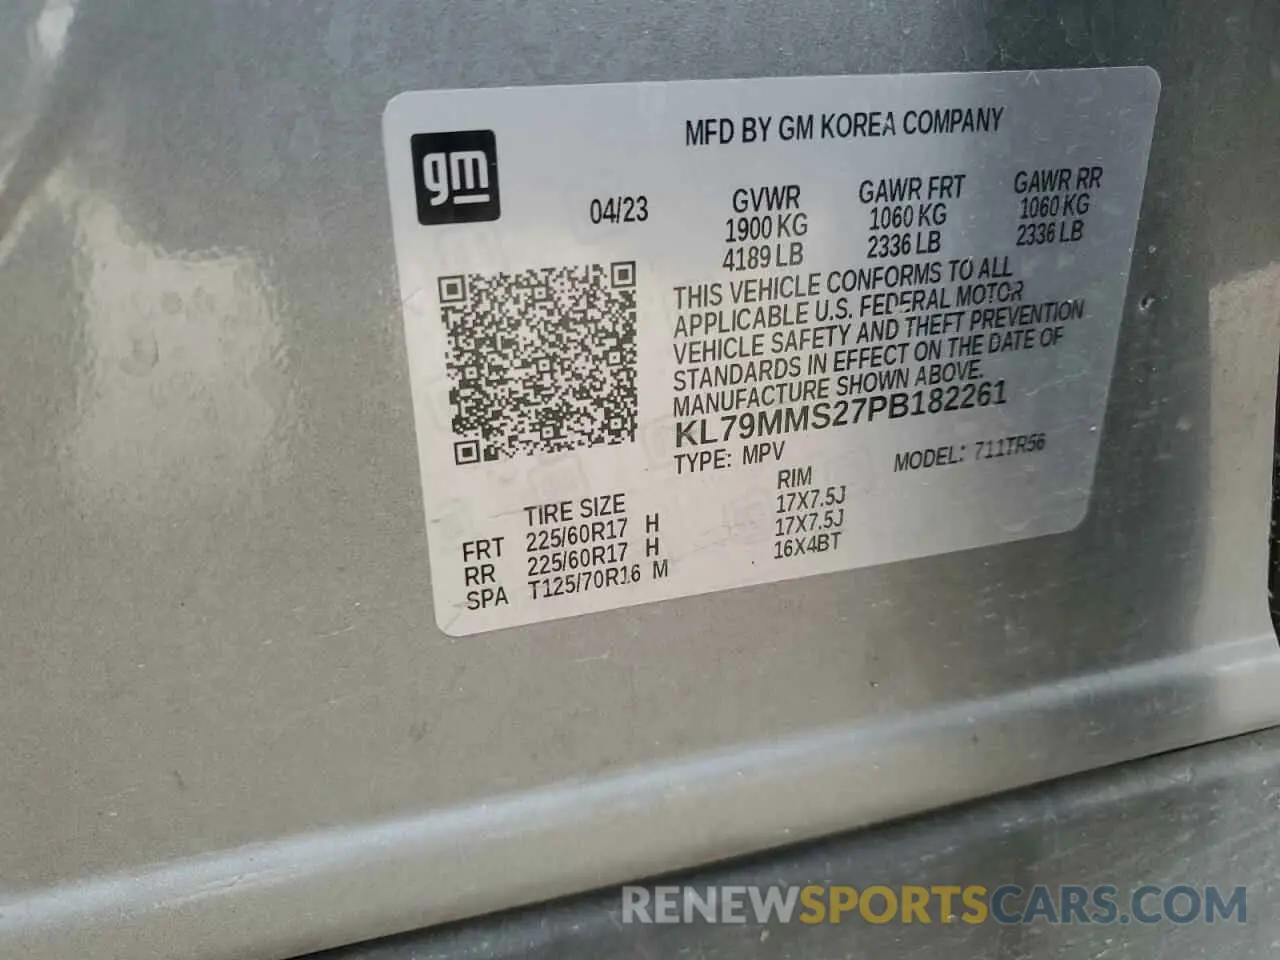 gm
MFD BY GM KOREA COMPANY
04/23
GVWR GAWR FRT GAWR RR
1900 KG 1060 KG 1060 KG
4189 LB 2336 LB 2336 LB
THIS VEHICLE CONFORMS TO ALL
APPLICABLE U.S. FEDERAL MOTOR
VEHICLE SAFETY AND THEFT PREVENTION
STANDARDS IN EFFECT ON THE DATE OF
MANUFACTURE SHOWN ABOVE.
KL79MMS27PB182261
TYPE: MPV MODEL: 711TR56
TIRE SIZE RIM
FRT 225/60R17 H 17X7.5J
RR 225/60R17 H 17X7.5J
SPA T125/70R16 M 16X4BT
RENEWSPORTSCARS.COM